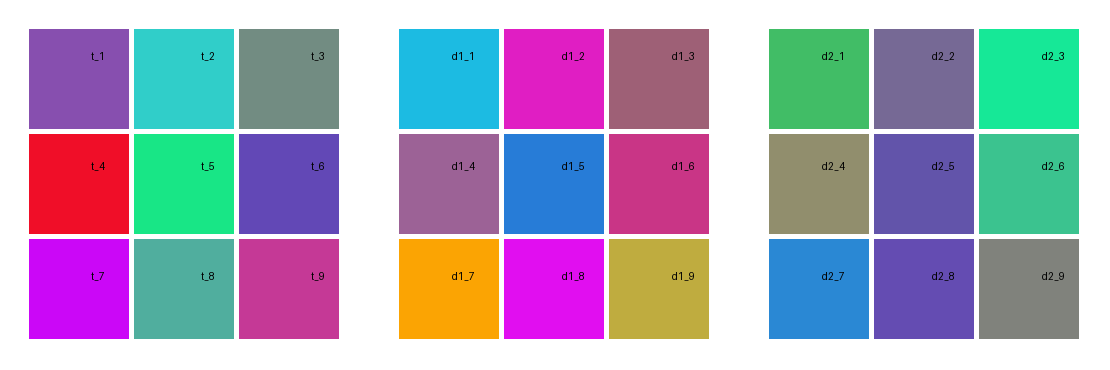 t_1 t_2 t_3 d1_1 d1_2 d1_3 d2_1 d2_2 d2_3
t_4 t_5 t_6 d1_4 d1_5 d1_6 d2_4 d2_5 d2_6
t_7 t_8 t_9 d1_7 d1_8 d1_9 d2_7 d2_8 d2_9